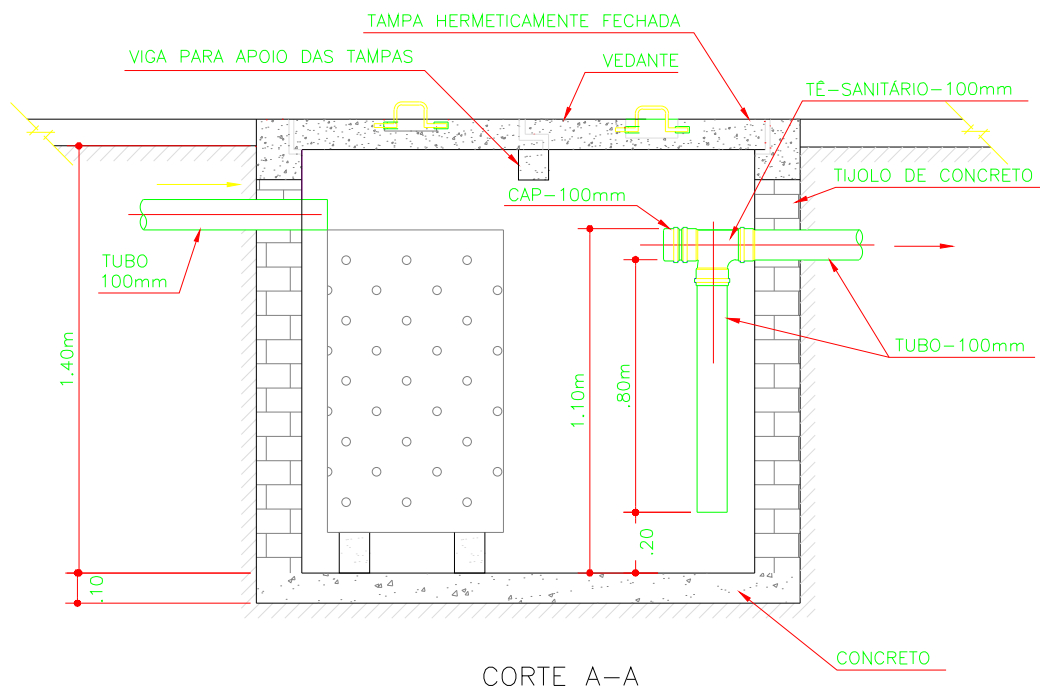 TAMPA HERMETICAMENTE FECHADA
VIGA PARA APOIO DAS TAMPAS
VEDANTE
TÊ-SANITÁRIO-100mm
TIJOLO DE CONCRETO
CAP-100mm
TUBO
100mm
1.40m
1.10m
.80m
TUBO-100mm
.20
.10
CONCRETO
CORTE A-A